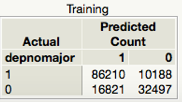 Training
Predicted
Actual Count
depnomajor 1 0
1 86210 10188
0 16821 32497